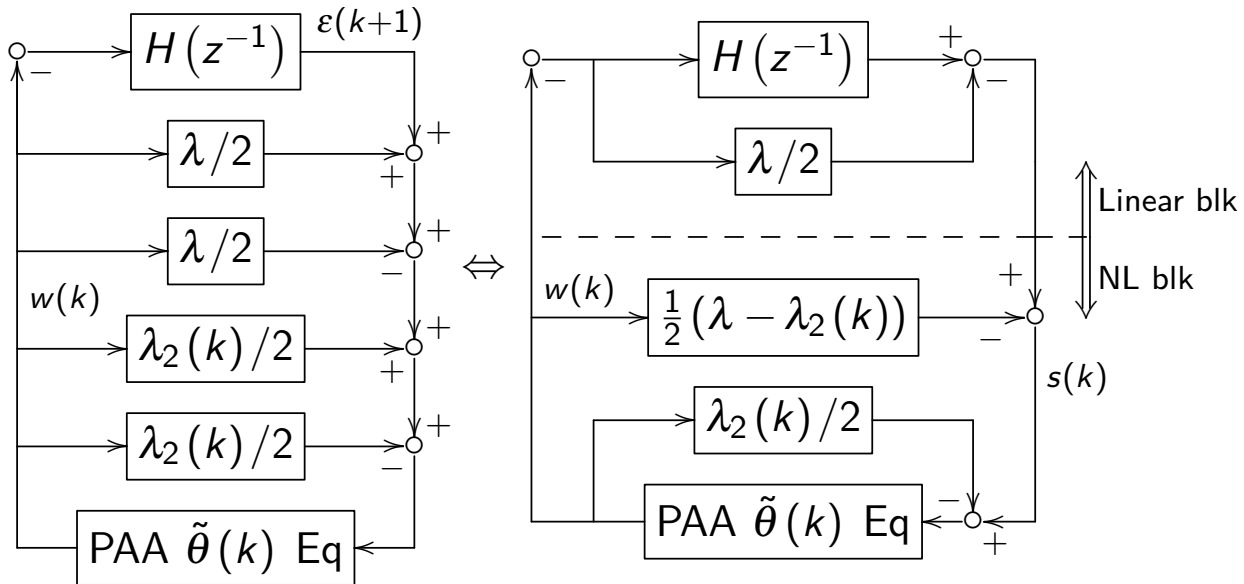 H(z⁻¹)
ε(k+1)
−
λ/2
+
+
λ/2
+
−
w(k)
λ₂(k)/2
+
+
λ₂(k)/2
+
−
PAA θ̃(k) Eq
⇔
H(z⁻¹)
+
−
−
λ/2
Linear blk
NL blk
w(k)
½(λ − λ₂(k))
+
−
s(k)
λ₂(k)/2
PAA θ̃(k) Eq
−
+